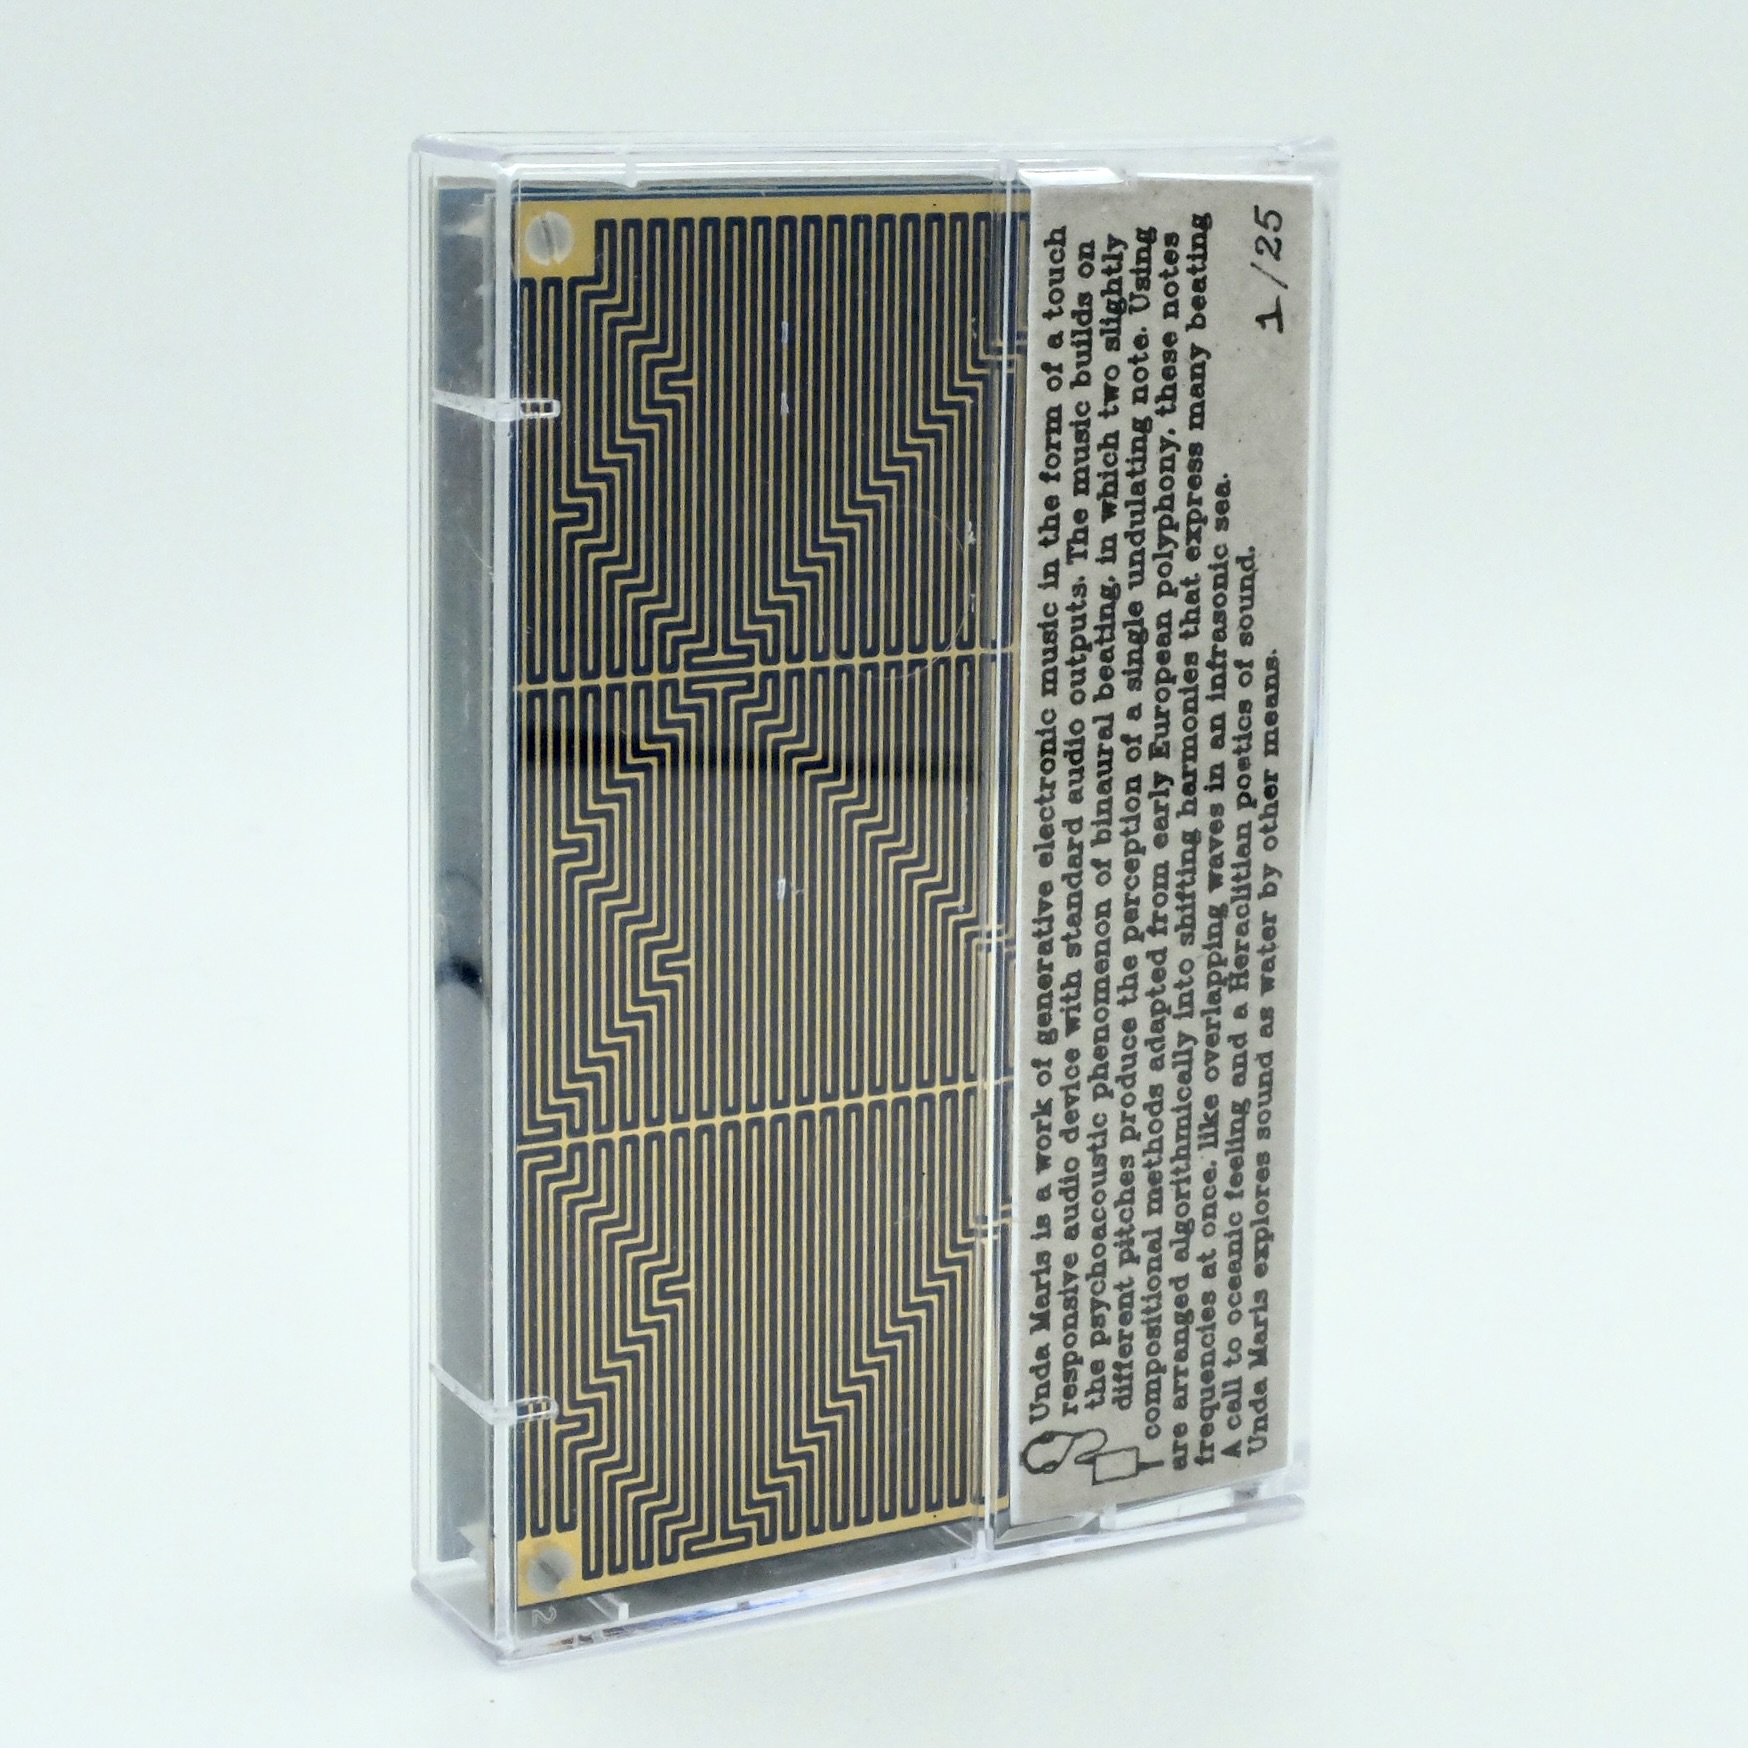 Unda Maris is a work of generative electronic music in the form of a touch
responsive audio device with standard audio outputs. The music builds on
the psychoacoustic phenomenon of binaural beating, in which two slightly
different pitches produce the perception of a single undulating note. Using
compositional methods adapted from early European polyphony, these notes
are arranged algorithmically into shifting harmonies that express many beating
frequencies at once, like overlapping waves in an infrasonic sea.
A call to oceanic feeling and a Heraclitian poetics of sound.
Unda Maris explores sound as water by other means.
1/25
2